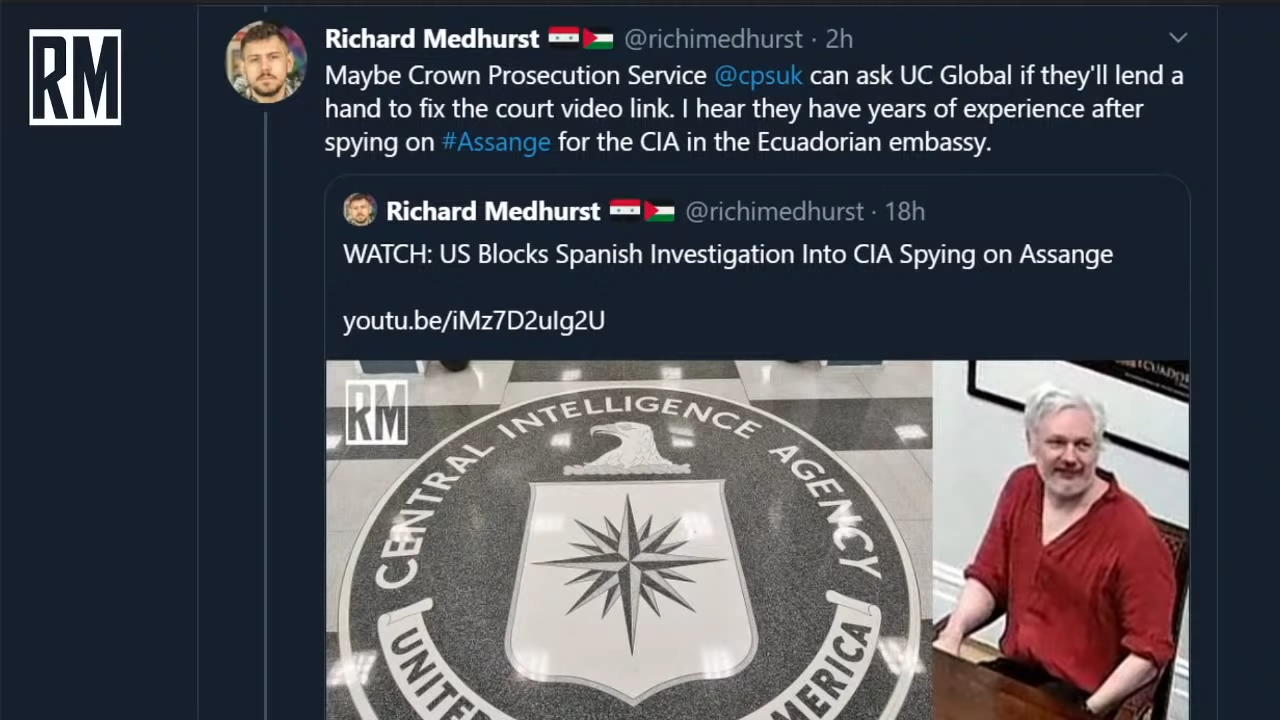 RM
Richard Medhurst @richimedhurst · 2h
Maybe Crown Prosecution Service @cpsuk can ask UC Global if they'll lend a
hand to fix the court video link. I hear they have years of experience after
spying on #Assange for the CIA in the Ecuadorian embassy.
Richard Medhurst @richimedhurst · 18h
WATCH: US Blocks Spanish Investigation Into CIA Spying on Assange
youtu.be/iMz7D2uIg2U
RM
CENTRAL INTELLIGENCE AGENCY
UNITE
MERICA
ECUADO